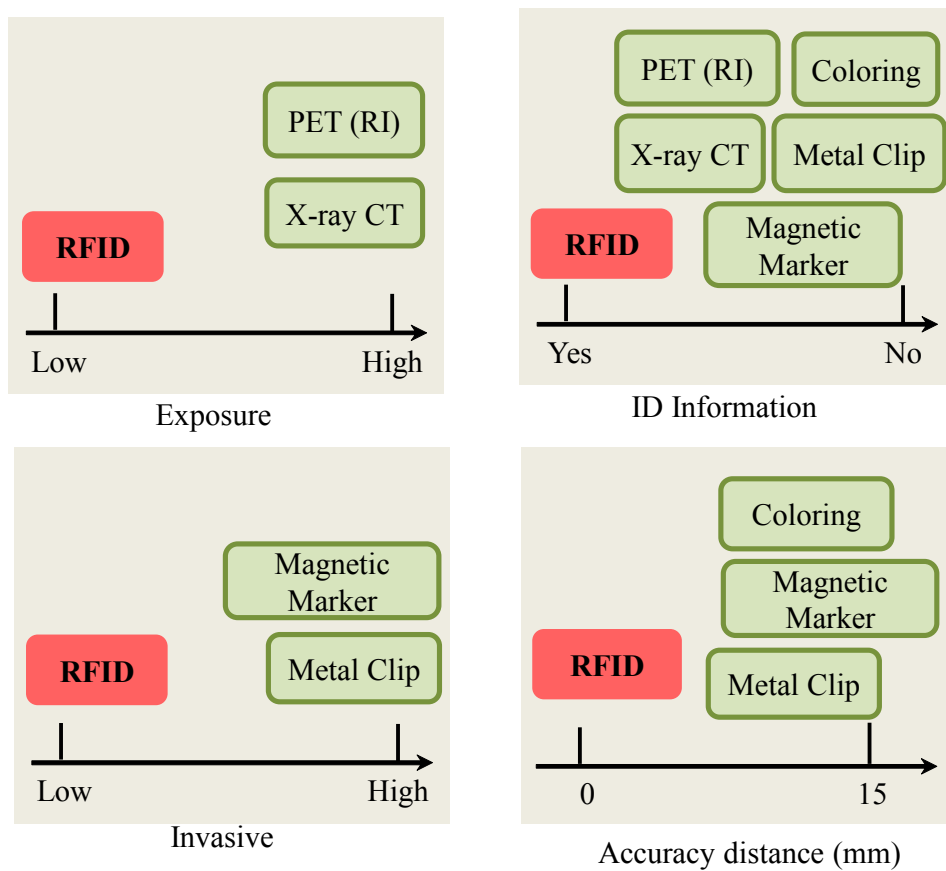 PET (RI)
X-ray CT
RFID
Low
High
Exposure
PET (RI)
Coloring
X-ray CT
Metal Clip
RFID
Magnetic
Marker
Yes
No
ID Information
Magnetic
Marker
RFID
Metal Clip
Low
High
Invasive
Coloring
Magnetic
Marker
RFID
Metal Clip
0
15
Accuracy distance (mm)